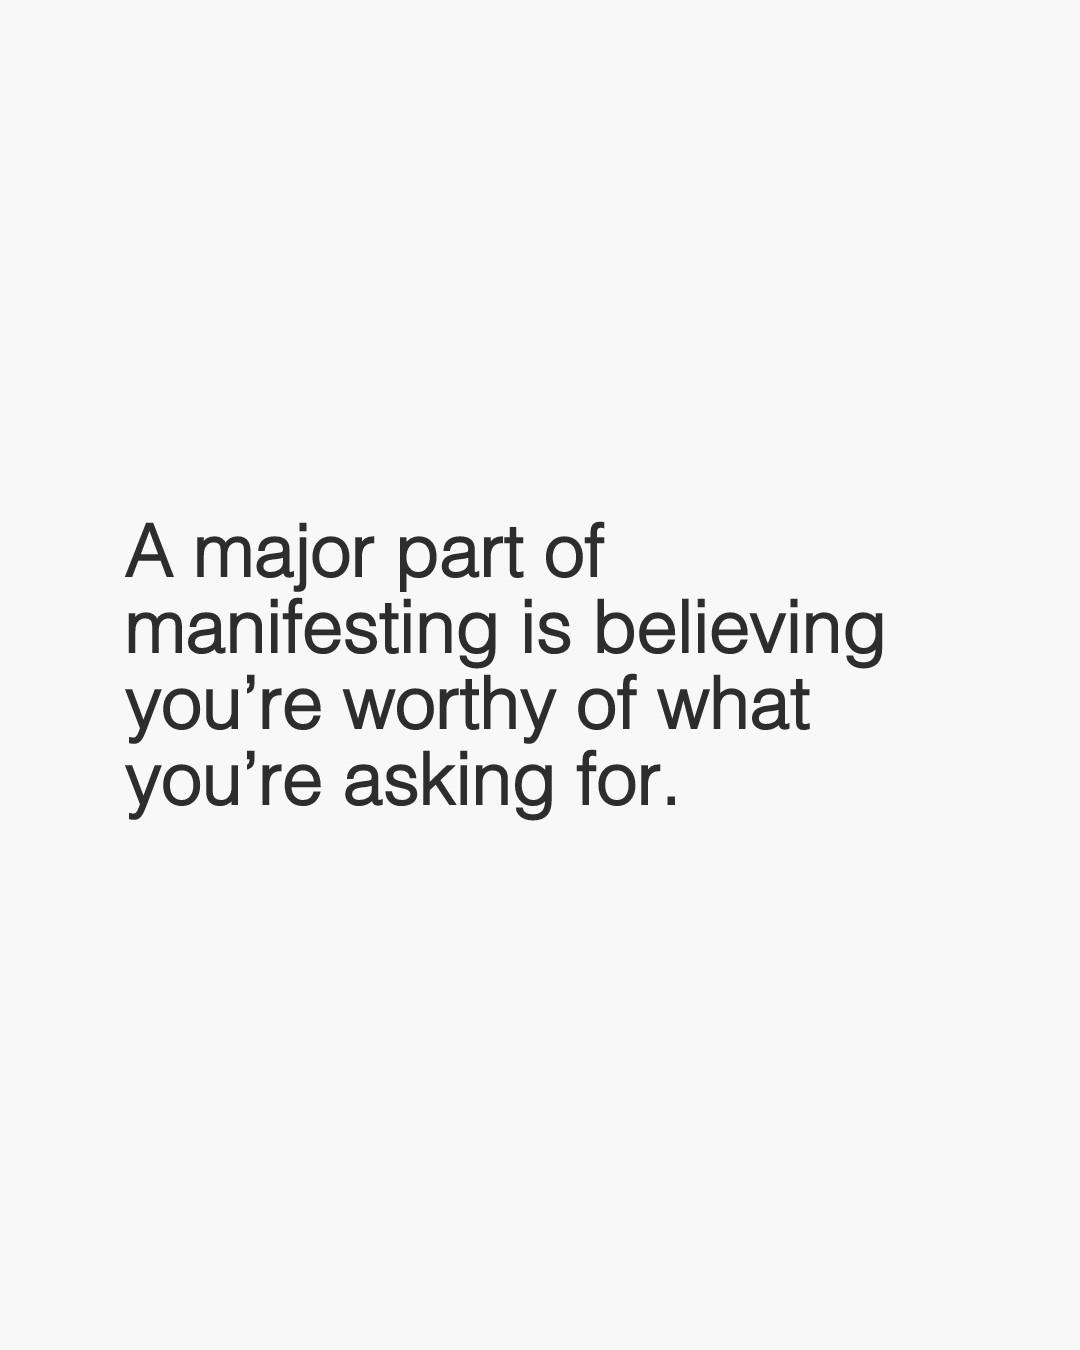 A major part of
manifesting is believing
you’re worthy of what
you’re asking for.